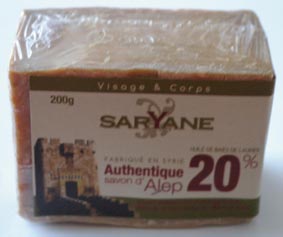 Visage & Corps
200g
SARYANE
FABRIQUÉ EN SYRIE
HUILE DE BAIES DE LAURIER
Authentique
savon d'Alep
20%